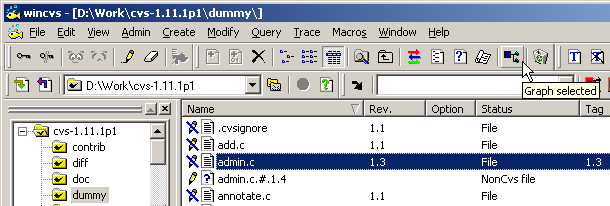 wincvs - [D:\Work\cvs-1.11.1p1\dummy\]
File Edit View Admin Create Modify Query Trace Macros Window Help
D:\Work\cvs-1.11.1p1
Graph selected
Name Rev. Option Status Tag
cvs-1.11.1p1
contrib
diff
doc
dummy
.cvsignore 1.1 File
add.c 1.1 File
admin.c 1.3 File 1.3
admin.c.#.1.4 NonCvs file
annotate.c 1.1 File